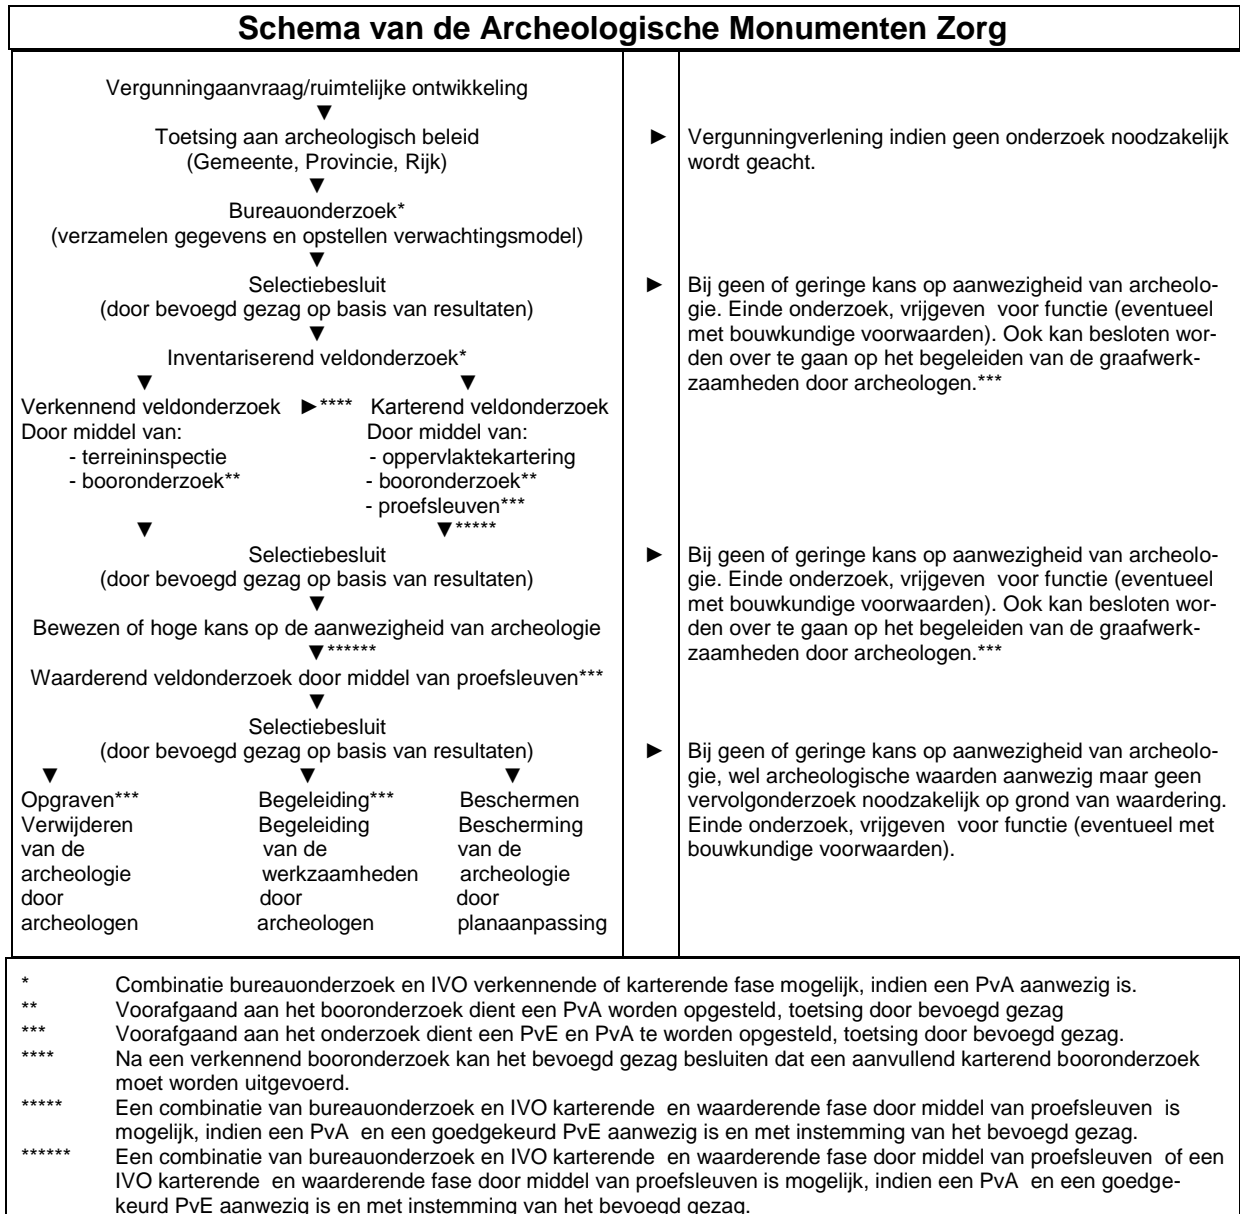 Schema van de Archeologische Monumenten Zorg
Vergunningaanvraag/ruimtelijke ontwikkeling
▼
Toetsing aan archeologisch beleid
(Gemeente, Provincie, Rijk)
► Vergunningverlening indien geen onderzoek noodzakelijk
wordt geacht.
▼
Bureauonderzoek*
(verzamelen gegevens en opstellen verwachtingsmodel)
▼
Selectiebesluit
(door bevoegd gezag op basis van resultaten)
► Bij geen of geringe kans op aanwezigheid van archeolo-
gie. Einde onderzoek, vrijgeven voor functie (eventueel
met bouwkundige voorwaarden). Ook kan besloten wor-
den over te gaan op het begeleiden van de graafwerk-
zaamheden door archeologen.***
▼
Inventariserend veldonderzoek*
▼ ▼
Verkennend veldonderzoek ►**** Karterend veldonderzoek
Door middel van: Door middel van:
- terreininspectie - oppervlaktekartering
- booronderzoek** - booronderzoek**
- proefsleuven***
▼ ▼*****
Selectiebesluit
(door bevoegd gezag op basis van resultaten)
► Bij geen of geringe kans op aanwezigheid van archeolo-
gie. Einde onderzoek, vrijgeven voor functie (eventueel
met bouwkundige voorwaarden). Ook kan besloten wor-
den over te gaan op het begeleiden van de graafwerk-
zaamheden door archeologen.***
▼
Bewezen of hoge kans op de aanwezigheid van archeologie
▼******
Waarderend veldonderzoek door middel van proefsleuven***
▼
Selectiebesluit
(door bevoegd gezag op basis van resultaten)
► Bij geen of geringe kans op aanwezigheid van archeolo-
gie, wel archeologische waarden aanwezig maar geen
vervolgonderzoek noodzakelijk op grond van waardering.
Einde onderzoek, vrijgeven voor functie (eventueel met
bouwkundige voorwaarden).
▼ ▼ ▼
Opgraven*** Begeleiding*** Beschermen
Verwijderen Begeleiding Bescherming
van de van de van de
archeologie werkzaamheden archeologie
door door door
archeologen archeologen planaanpassing
* Combinatie bureauonderzoek en IVO verkennende of karterende fase mogelijk, indien een PvA aanwezig is.
** Voorafgaand aan het booronderzoek dient een PvA worden opgesteld, toetsing door bevoegd gezag
*** Voorafgaand aan het onderzoek dient een PvE en PvA te worden opgesteld, toetsing door bevoegd gezag.
**** Na een verkennend booronderzoek kan het bevoegd gezag besluiten dat een aanvullend karterend booronderzoek
moet worden uitgevoerd.
***** Een combinatie van bureauonderzoek en IVO karterende en waarderende fase door middel van proefsleuven is
mogelijk, indien een PvA en een goedgekeurd PvE aanwezig is en met instemming van het bevoegd gezag.
****** Een combinatie van bureauonderzoek en IVO karterende en waarderende fase door middel van proefsleuven of een
IVO karterende en waarderende fase door middel van proefsleuven is mogelijk, indien een PvA en een goedge-
keurd PvE aanwezig is en met instemming van het bevoegd gezag.